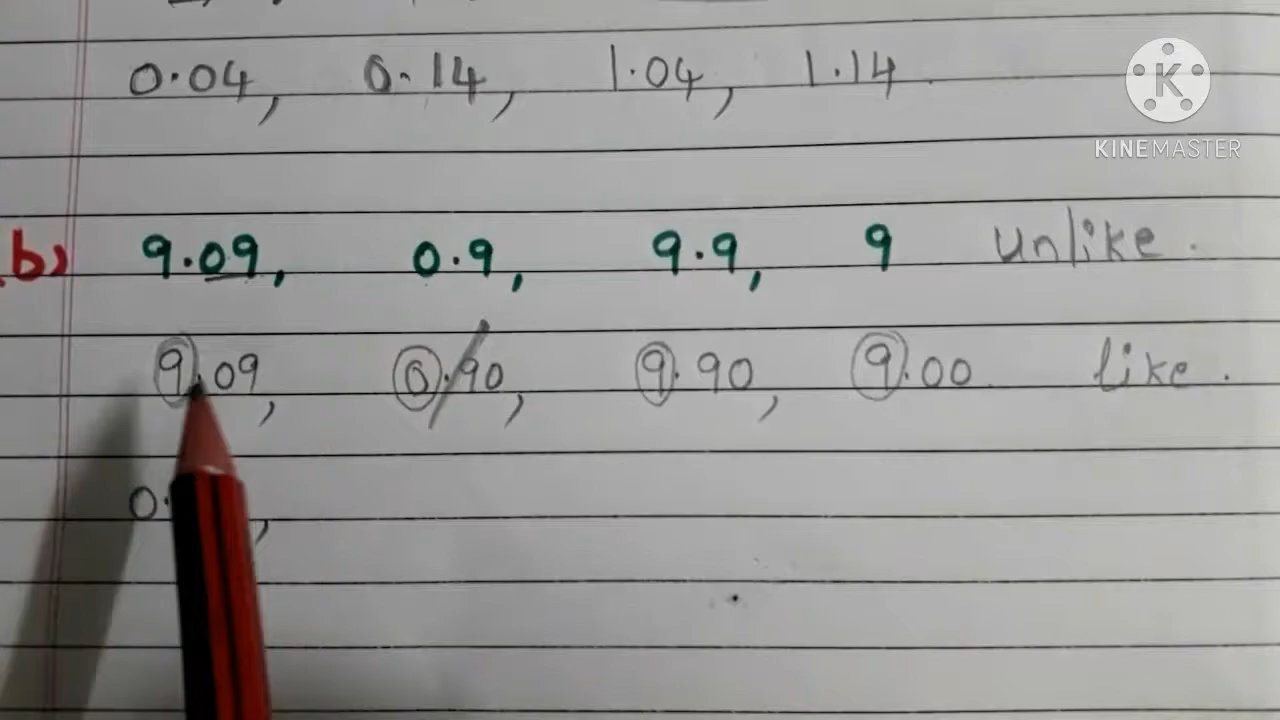 0.04, 0.14, 1.04, 1.14
K
KINEMASTER
b) 9.09, 0.9, 9.9, 9 Unlike.
9.09, 0.90, 9.90, 9.00 like.